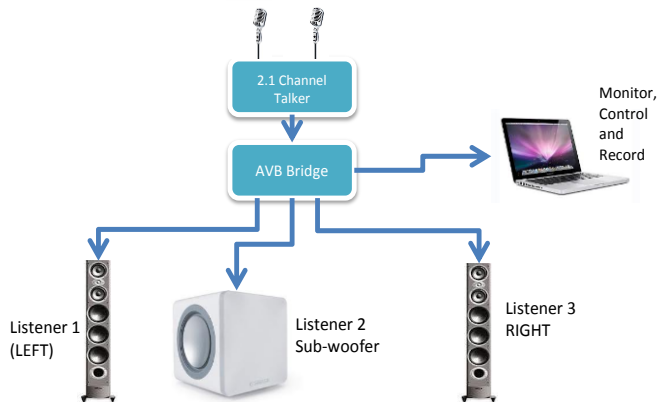 2.1 Channel
Talker
Monitor,
Control
and
Record
AVB Bridge
Listener 1
(LEFT)
Listener 2
Sub-woofer
Listener 3
RIGHT